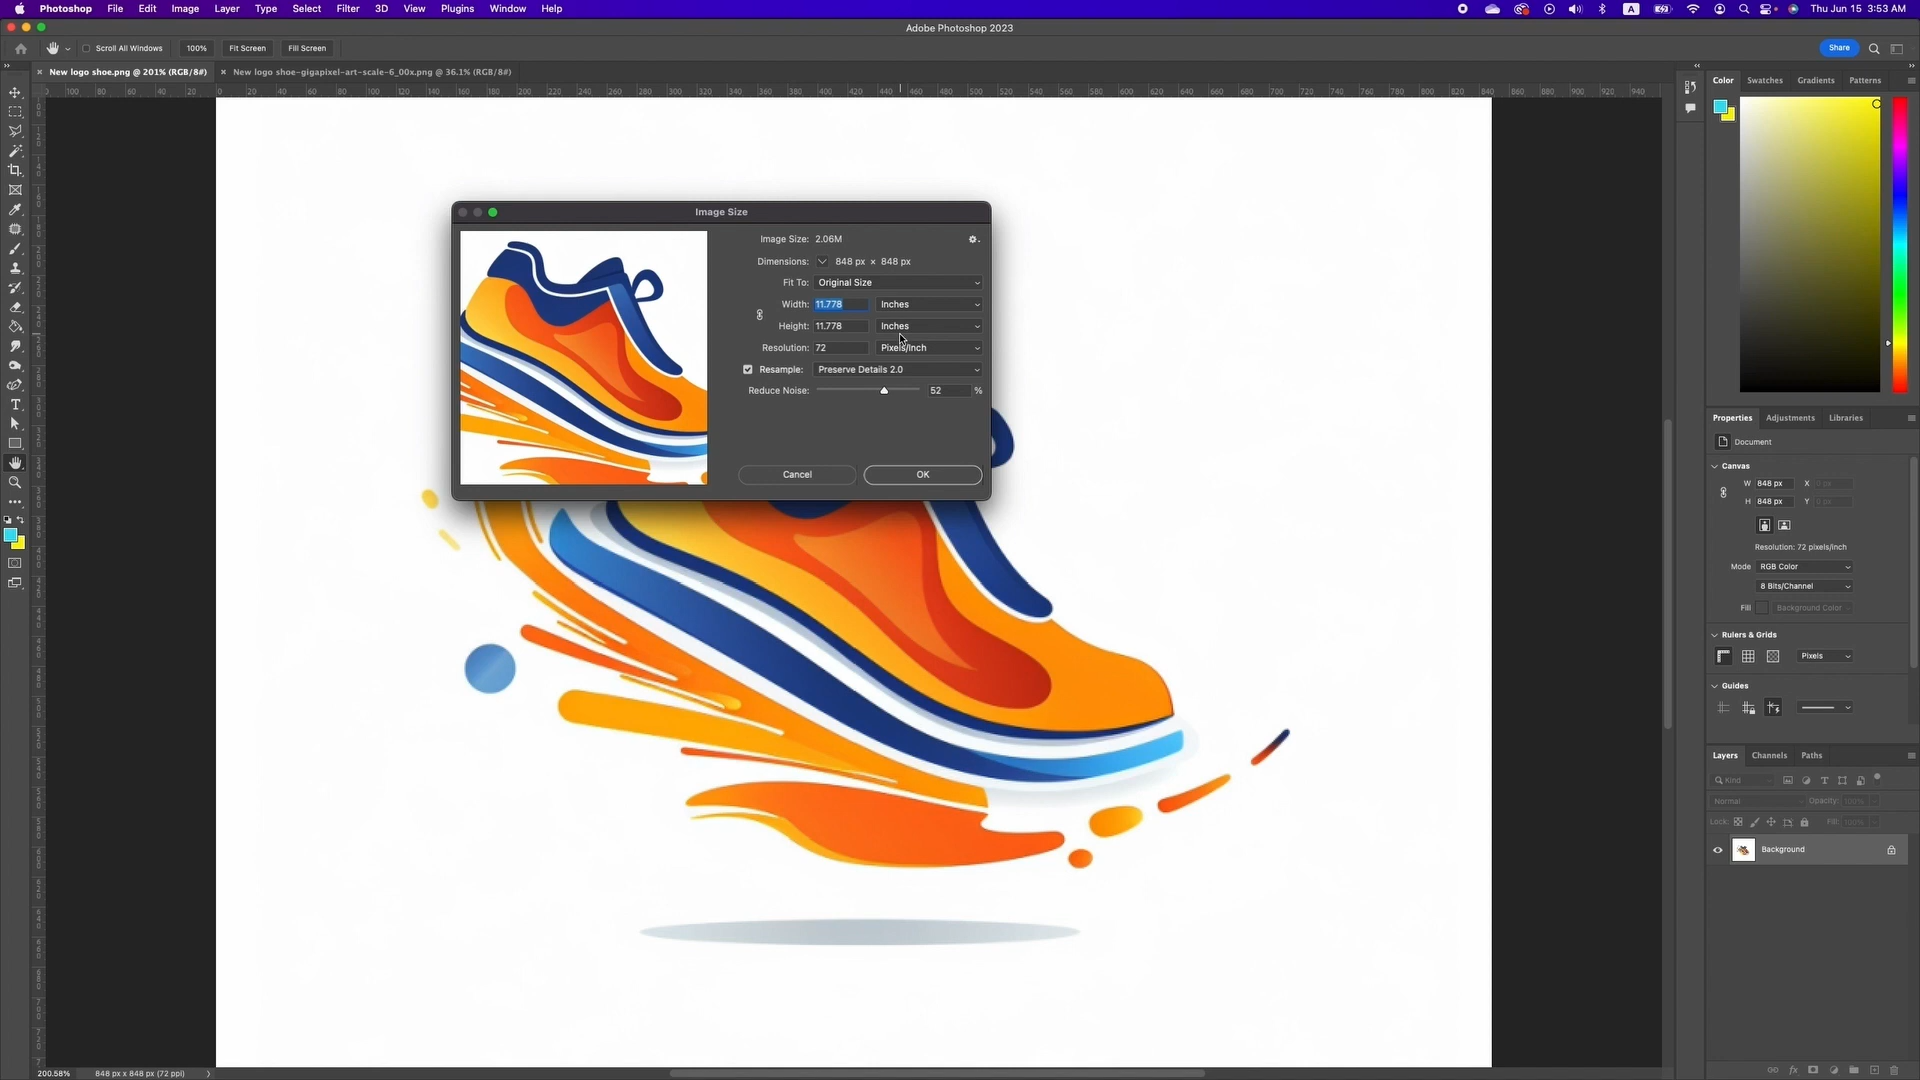 Photoshop File Edit Image Layer Type Select Filter 3D View Plugins Window Help
A Thu Jun 15 3:53 AM
Adobe Photoshop 2023
Scroll All Windows 100% Fit Screen Fill Screen
Share
New logo shoe.png @ 201% (RGB/8#)
New logo shoe-gigapixel-art-scale-6_00x.png @ 36.1% (RGB/8#)
Color Swatches Gradients Patterns
Image Size
Image Size: 2.06M
Dimensions: 848 px × 848 px
Fit To: Original Size
Width: 11.778 Inches
Height: 11.778 Inches
Resolution: 72 Pixels/Inch
Resample: Preserve Details 2.0
Reduce Noise: 52 %
Cancel OK
Properties Adjustments Libraries
Document
Canvas
W 848 px X 0 px
H 848 px Y 0 px
Resolution: 72 pixels/inch
Mode RGB Color
8 Bits/Channel
Fill Background Color
Rulers & Grids
Pixels
Guides
Layers Channels Paths
Kind
Normal Opacity: 100%
Lock: Fill: 100%
Background
200.58% 848 px x 848 px (72 ppi)